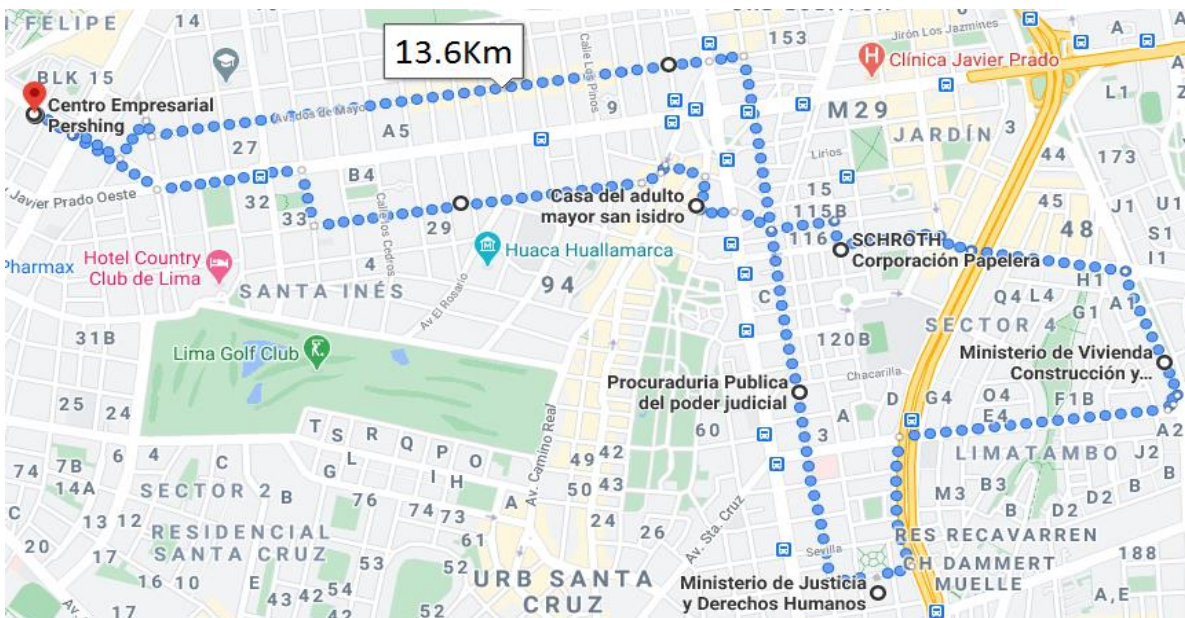 FELIPE
14
153
Jirón Los Jazmines
A
A
13.6Km
Calle Los Pinos
Clínica Javier Prado
BLK 15
Centro Empresarial
Pershing
Av. dos de Mayo
9
M29
L1
Z
A5
JARDÍN
3
27
44
173
Lirios
Javier Prado Oeste
B4
32
Casa del adulto
mayor san isidro
15
115B
45
J1
U1
33
Calle los Cedros
29
116
SCHROTH
Corporación Papelera
48
S1
Pharmax
Hotel Country
Club de Lima
4
Huaca Huallamarca
I1
H1
SANTA INÉS
94
C
Q4
L4
G1
A1
Av El Rosario
SECTOR 4
31B
120B
Lima Golf Club
Ministerio de Vivienda
Construcción y...
Procuraduria Publica
del poder judicial
Chacarilla
25
24
D
G4
O4
F1B
E4
A
60
3
A2
T
S
R
Q
P
O
42
49
LIMATAMBO
J2
74
7B
6
4
C
G
L
I
H
Av. Camino Real
14A
SECTOR 2
B
76
A
50
43
M3
B3
D2
B
B
C
74
73
Av. Sta. Cruz
B
D2
13
12
RESIDENCIAL
SANTA CRUZ
61
24
26
RES RECAVARREN
20
17
53
52
Sevilla
188
CH DAMMERT
MUELLE
16
10
E
54
URB SANTA
CRUZ
Ministerio de Justicia
y Derechos Humanos
43
42
52
A,E
17